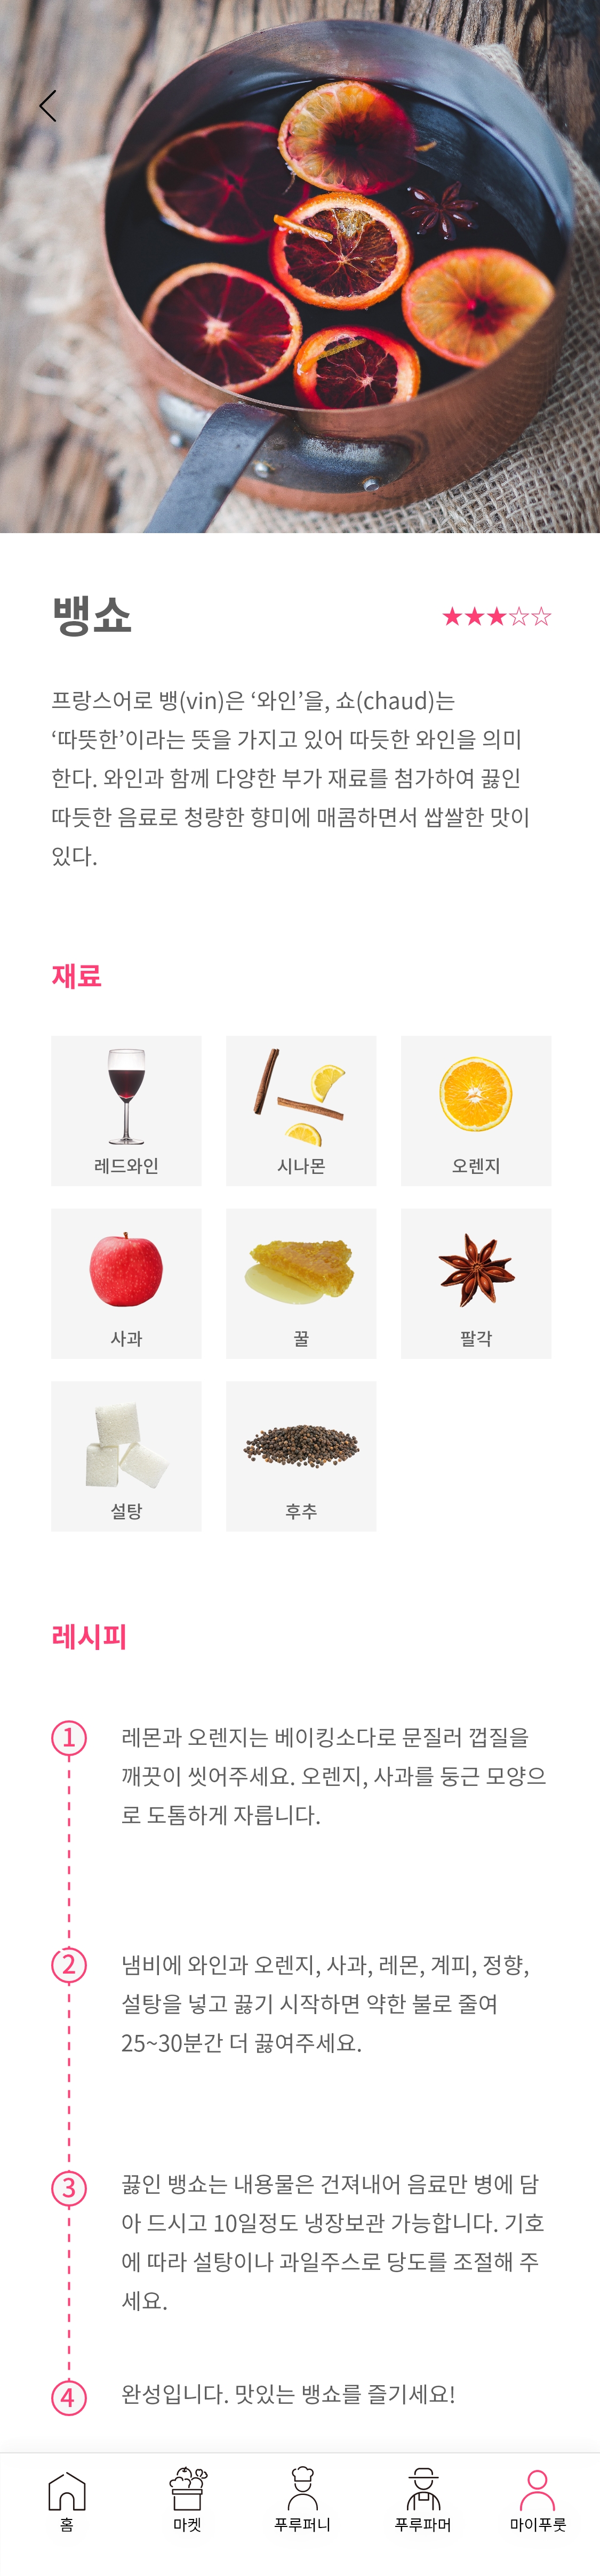 뱅쇼
★★★☆☆
프랑스어로 뱅(vin)은 ‘와인’을, 쇼(chaud)는
‘따뜻한’이라는 뜻을 가지고 있어 따듯한 와인을 의미
한다. 와인과 함께 다양한 부가 재료를 첨가하여 끓인
따듯한 음료로 청량한 향미에 매콤하면서 쌉쌀한 맛이
있다.
재료
레드와인
시나몬
오렌지
사과
꿀
팔각
설탕
후추
레시피
1
레몬과 오렌지는 베이킹소다로 문질러 껍질을
깨끗이 씻어주세요. 오렌지, 사과를 둥근 모양으
로 도톰하게 자릅니다.
2
냄비에 와인과 오렌지, 사과, 레몬, 계피, 정향,
설탕을 넣고 끓기 시작하면 약한 불로 줄여
25~30분간 더 끓여주세요.
3
끓인 뱅쇼는 내용물은 건져내어 음료만 병에 담
아 드시고 10일정도 냉장보관 가능합니다. 기호
에 따라 설탕이나 과일주스로 당도를 조절해 주
세요.
4
완성입니다. 맛있는 뱅쇼를 즐기세요!
홈
마켓
푸루퍼니
푸루파머
마이푸룻